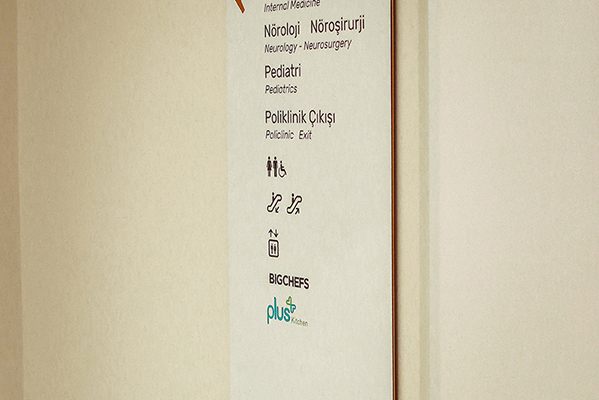 Internal Medicine
Nöroloji Nöroşirurji
Neurology - Neurosurgery
Pediatri
Pediatrics
Poliklinik Çıkışı
Policlinic Exit
BIGCHEFS
plus
Kitchen